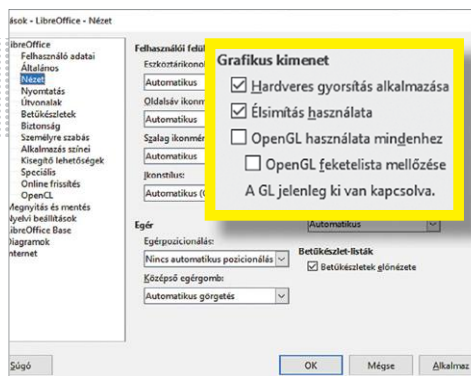 ások - LibreOffice - Nézet
ibreOffice
Felhasználó adatai
Általános
Nézet
Nyomtatás
Útvonalak
Betűkészletek
Biztonság
Személyre szabás
Alkalmazás színei
Kisegítő lehetőségek
Speciális
Online frissítés
OpenCL
Megnyitás és mentés
Nyelvi beállítások
ibreOffice Base
Diagramok
nternet
Felhasználói felül
Eszköztárikono
Automatikus
Oldalsáv ikonm
Automatikus
Szalag ikonmér
Automatikus
Ikonstílus:
Automatikus (C
Grafikus kimenet
Hardveres gyorsítás alkalmazása
Élsimítás használata
OpenGL használata mindenhez
OpenGL feketelista mellőzése
A GL jelenleg ki van kapcsolva.
Automatikus
Egér
Egérpozicionálás:
Nincs automatikus pozicionálás
Középső egérgomb:
Automatikus görgetés
Betűkészlet-listák
Betűkészletek előnézete
Súgó
OK
Mégse
Alkalmaz